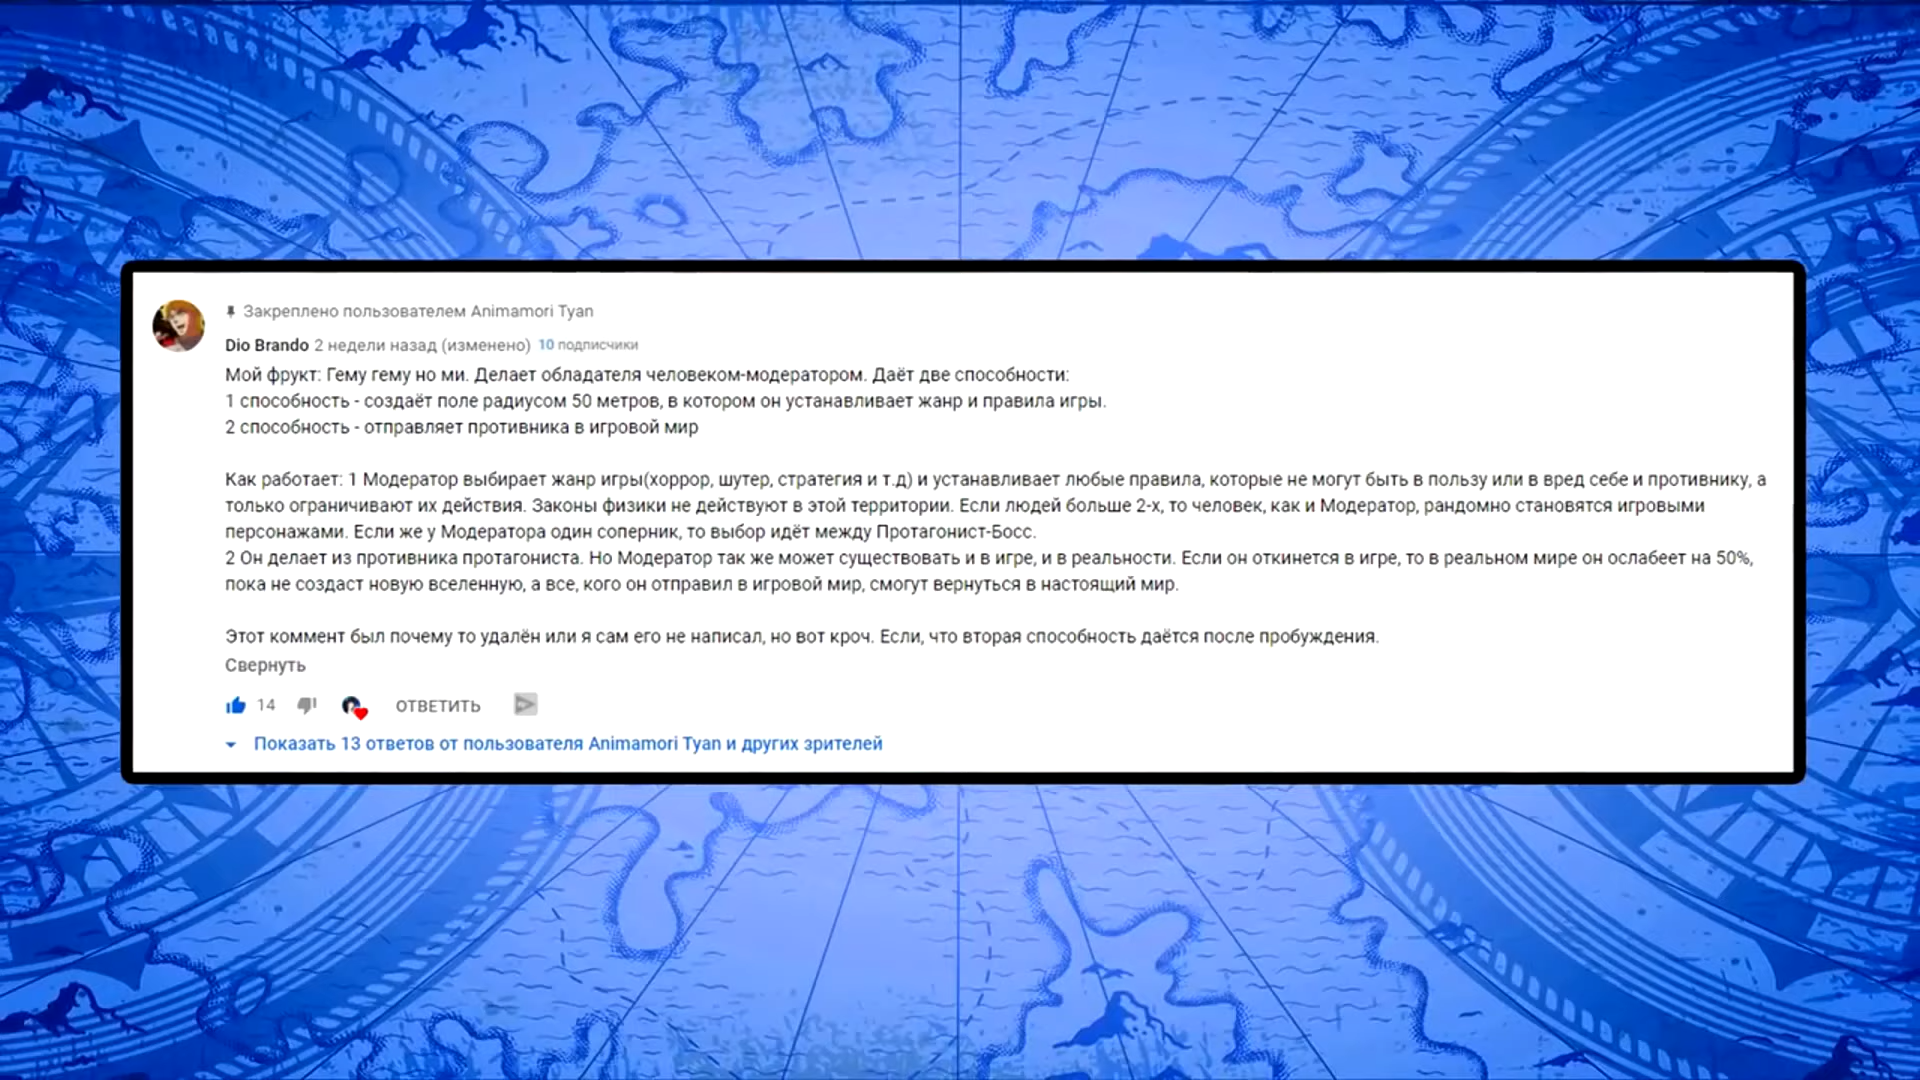 Закреплено пользователем Animamori Tyan
Dio Brando 2 недели назад (изменено) 10 подписчики
Мой фрукт: Гему гему но ми. Делает обладателя человеком-модератором. Даёт две способности:
1 способность - создаёт поле радиусом 50 метров, в котором он устанавливает жанр и правила игры.
2 способность - отправляет противника в игровой мир
Как работает: 1 Модератор выбирает жанр игры(хоррор, шутер, стратегия и т.д) и устанавливает любые правила, которые не могут быть в пользу или в вред себе и противнику, а
только ограничивают их действия. Законы физики не действуют в этой территории. Если людей больше 2-х, то человек, как и Модератор, рандомно становятся игровыми
персонажами. Если же у Модератора один соперник, то выбор идёт между Протагонист-Босс.
2 Он делает из противника протагониста. Но Модератор так же может существовать и в игре, и в реальности. Если он откинется в игре, то в реальном мире он ослабеет на 50%,
пока не создаст новую вселенную, а все, кого он отправил в игровой мир, смогут вернуться в настоящий мир.
Этот коммент был почему то удалён или я сам его не написал, но вот кроч. Если, что вторая способность даётся после пробуждения.
Свернуть
14 ОТВЕТИТЬ
Показать 13 ответов от пользователя Animamori Tyan и других зрителей